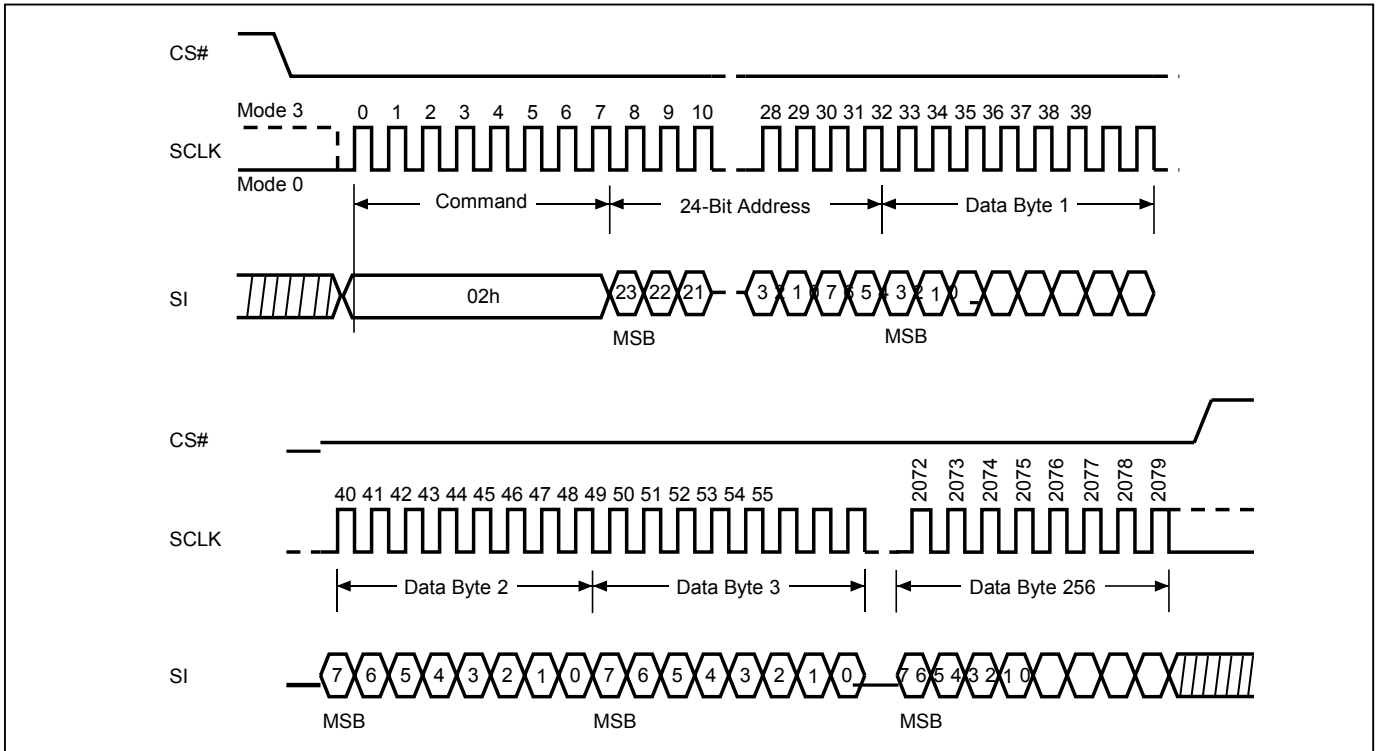 CS#
Mode 3
0 1 2 3 4 5 6 7 8 9 10 28 29 30 31 32 33 34 35 36 37 38 39
SCLK
Mode 0
Command 24-Bit Address Data Byte 1
SI 02h 23 22 21 3 2 1 0 7 6 5 4 3 2 1 0
MSB MSB
CS#
2072 2073 2074 2075 2076 2077 2078 2079
40 41 42 43 44 45 46 47 48 49 50 51 52 53 54 55
SCLK
Data Byte 2 Data Byte 3 Data Byte 256
SI 7 6 5 4 3 2 1 0 7 6 5 4 3 2 1 0 7 6 5 4 3 2 1 0
MSB MSB MSB